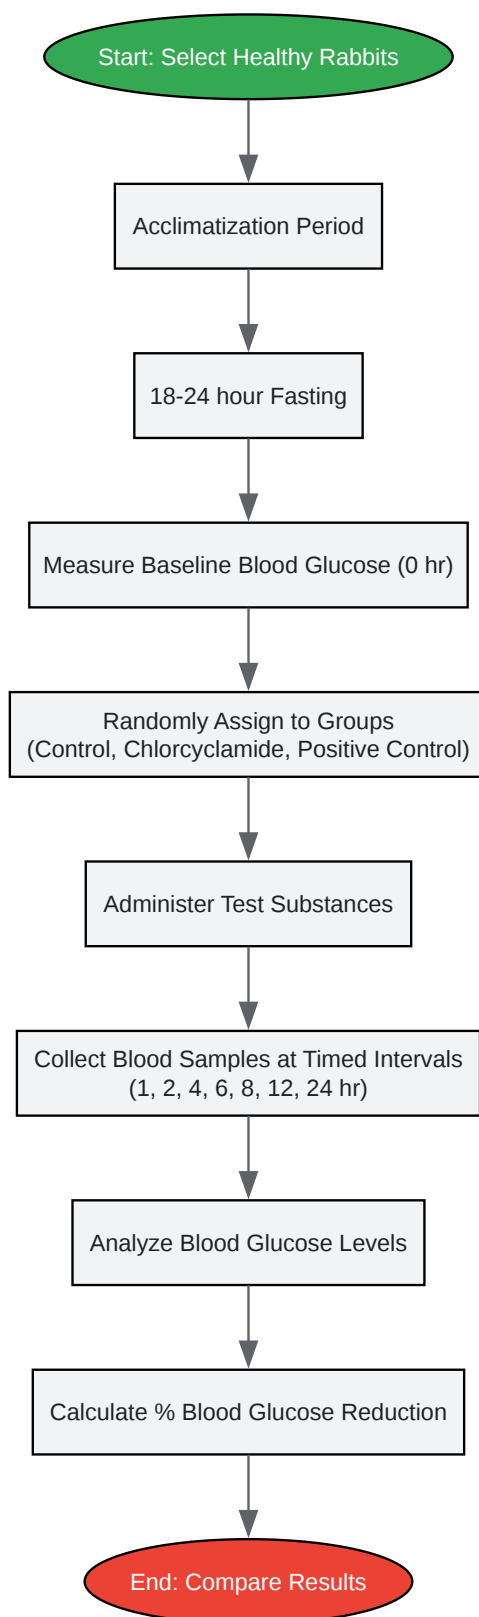 Start: Select Healthy Rabbits
Acclimatization Period
18-24 hour Fasting
Measure Baseline Blood Glucose (0 hr)
Randomly Assign to Groups
(Control, Chlorcyclamide, Positive Control)
Administer Test Substances
Collect Blood Samples at Timed Intervals
(1, 2, 4, 6, 8, 12, 24 hr)
Analyze Blood Glucose Levels
Calculate % Blood Glucose Reduction
End: Compare Results